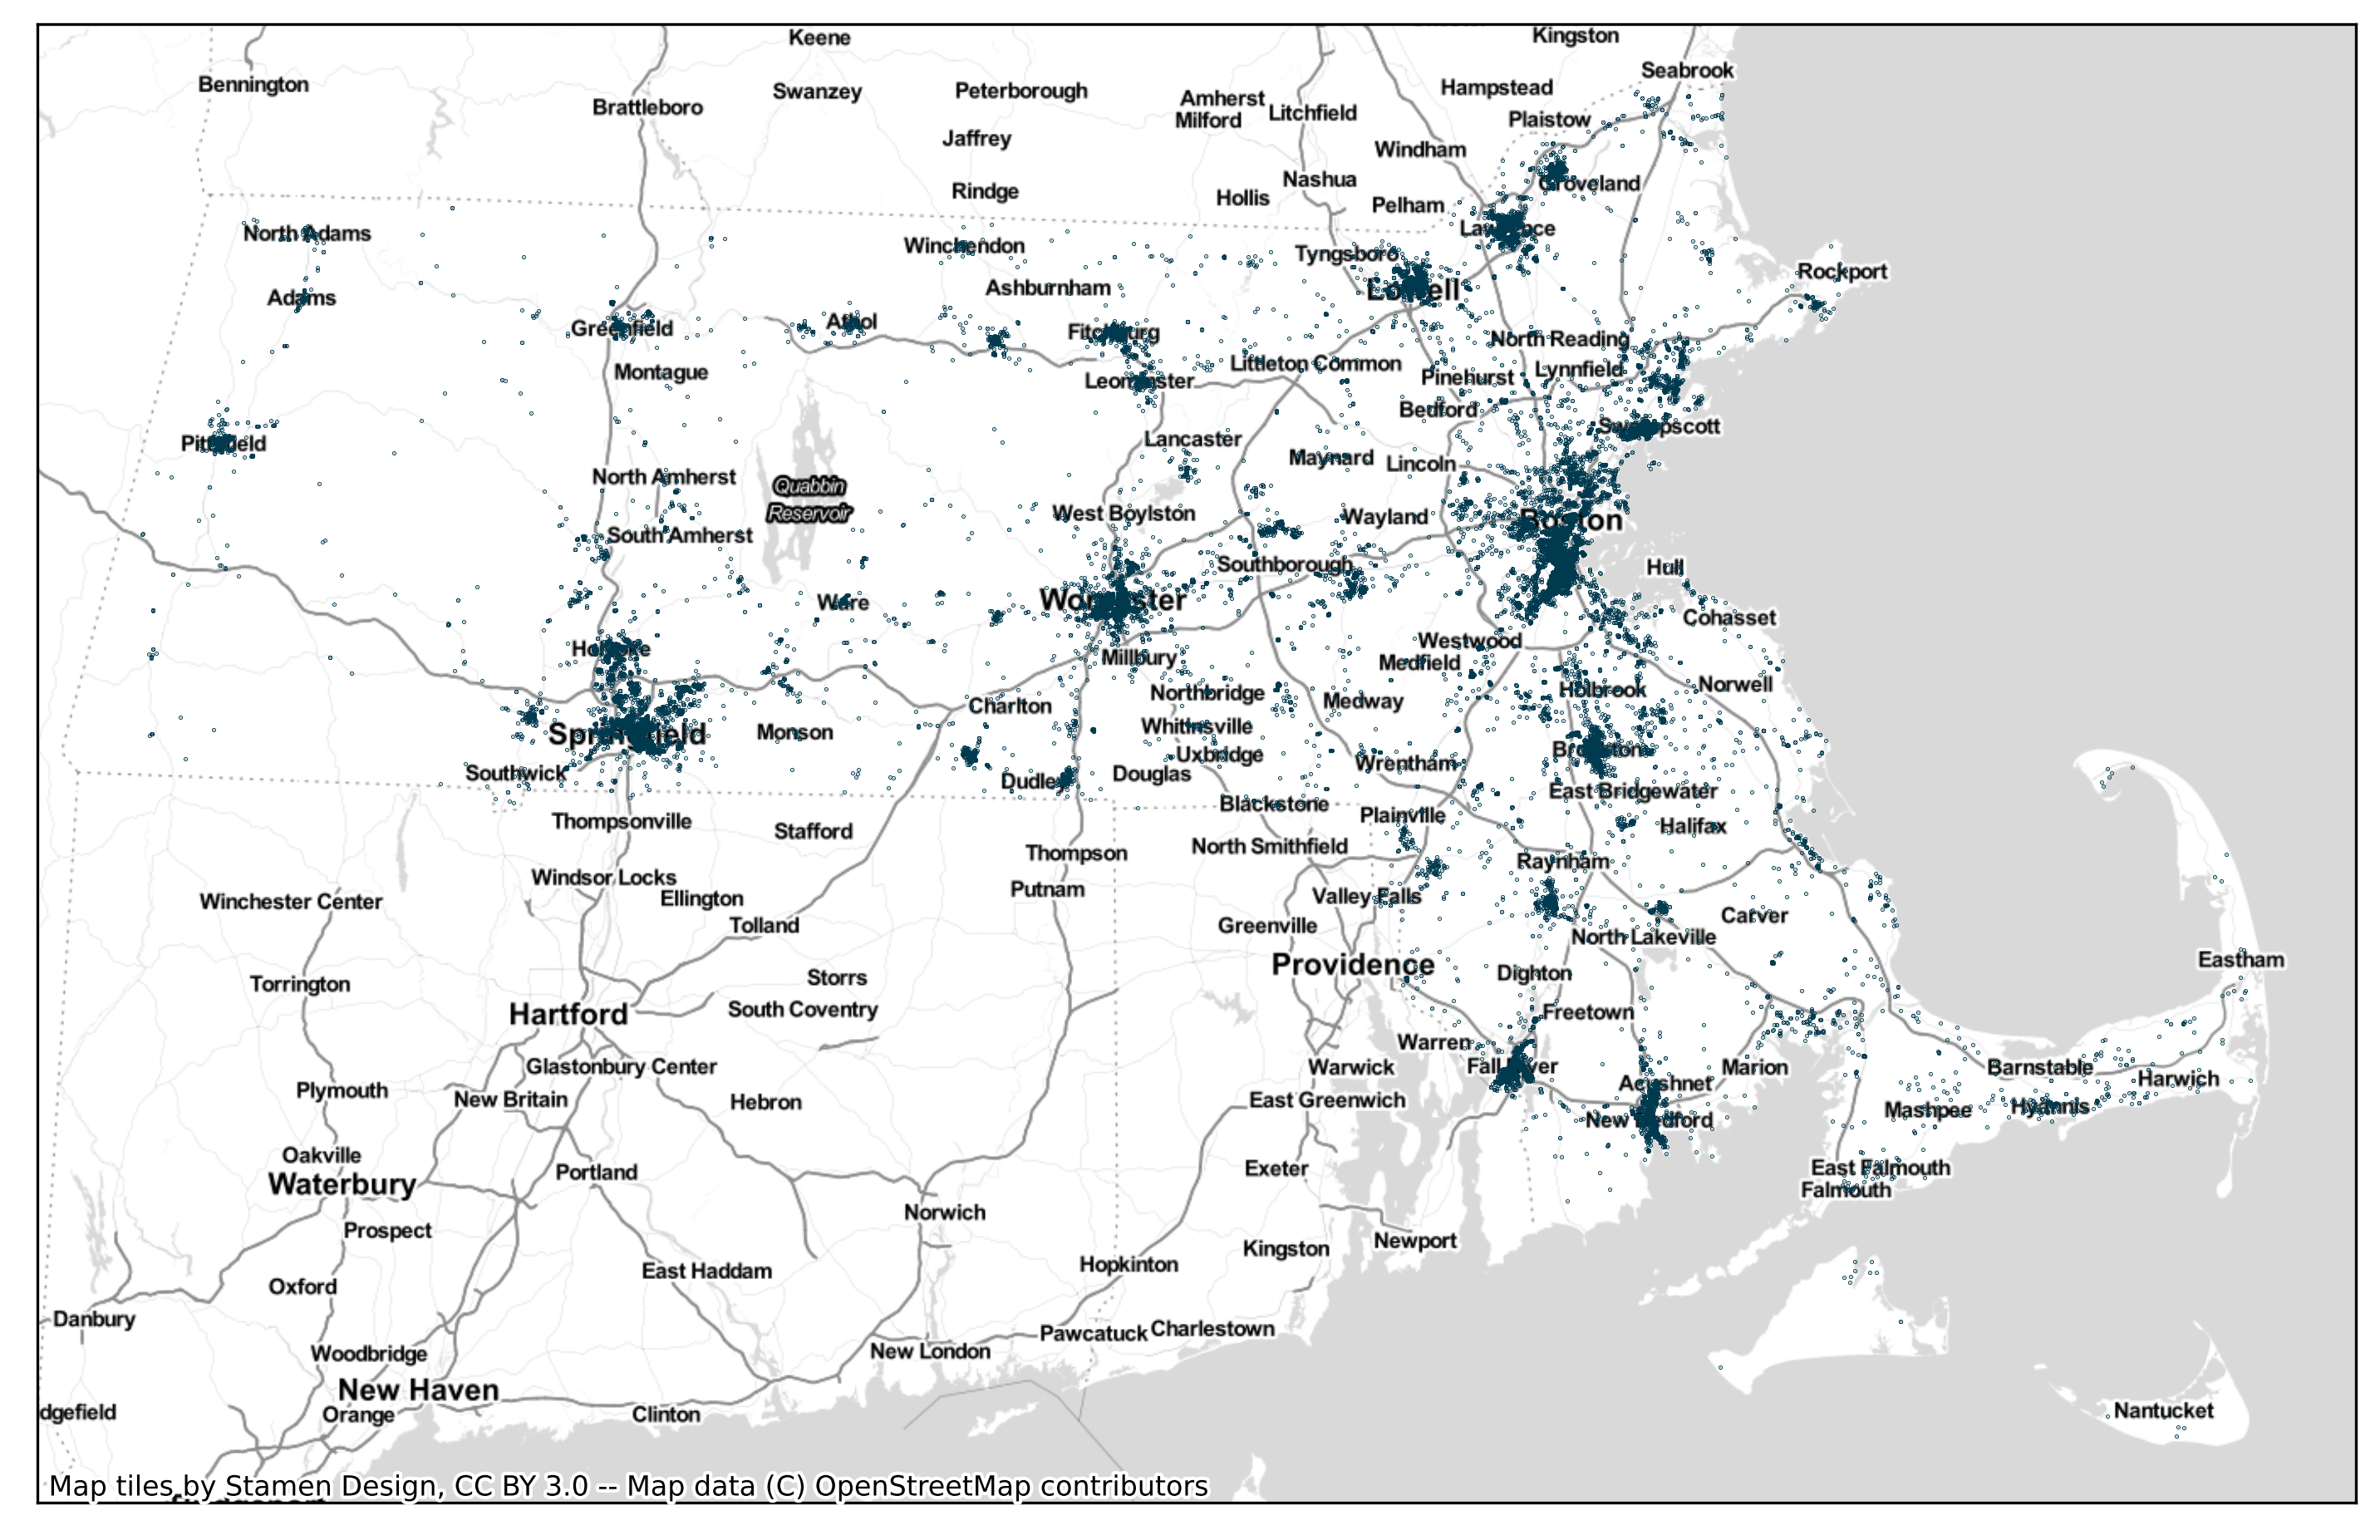 Keene
Kingston
Seabrook
Bennington
Hampstead
Swanzey
Peterborough
Amherst
Brattleboro
Litchfield
Milford
Plaistow
Jaffrey
Windham
Nashua
Groveland
Rindge
Hollis
Pelham
North Adams
Lawrence
Winchendon
Tyngsboro
Rockport
Ashburnham
Lowell
Adams
Athol
Greenfield
Fitchburg
North Reading
Littleton Common
Montague
Lynnfield
Pinehurst
Leominster
Bedford
Swampscott
Lancaster
Pittsfield
Maynard
Lincoln
North Amherst
Quabbin
Reservoir
West Boylston
Wayland
Boston
South Amherst
Southborough
Hull
Ware
Worcester
Cohasset
Westwood
Holyoke
Millbury
Medfield
Norwell
Holbrook
Northbridge
Medway
Charlton
Whitinsville
Monson
Springfield
Brockton
Uxbridge
Wrentham
Southwick
Douglas
Dudley
East Bridgewater
Blackstone
Plainville
Thompsonville
Halifax
Stafford
North Smithfield
Thompson
Raynham
Windsor Locks
Putnam
Valley Falls
Ellington
Winchester Center
Carver
Tolland
Greenville
North Lakeville
Eastham
Providence
Dighton
Storrs
Torrington
South Coventry
Freetown
Hartford
Warren
Glastonbury Center
Warwick
Fall River
Marion
Barnstable
Harwich
Acushnet
Plymouth
New Britain
Hebron
East Greenwich
Mashpee
Hyannis
New Bedford
Oakville
Portland
Exeter
East Falmouth
Waterbury
Falmouth
Norwich
Prospect
Newport
Kingston
Hopkinton
East Haddam
Oxford
Danbury
Pawcatuck
Charlestown
New London
Woodbridge
New Haven
dgefield
Orange
Clinton
Nantucket
Map tiles by Stamen Design, CC BY 3.0 -- Map data (C) OpenStreetMap contributors